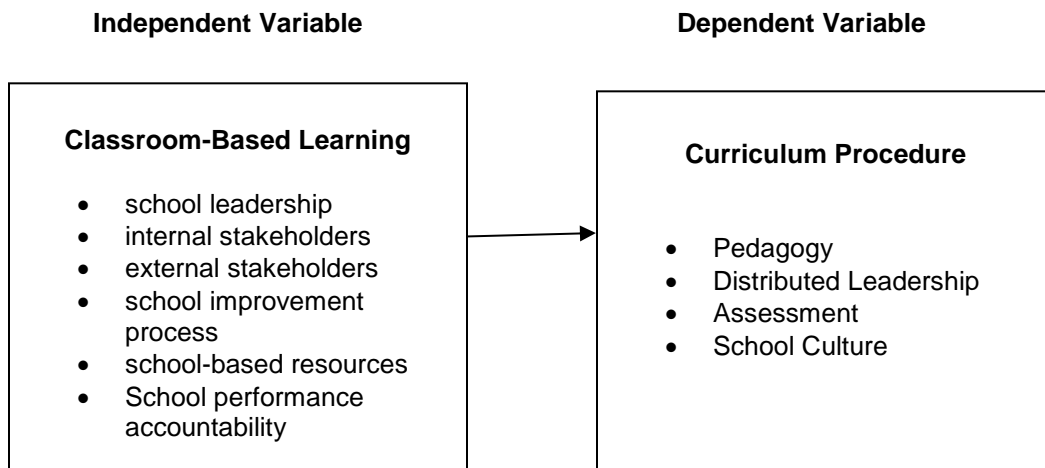 Independent Variable
Dependent Variable
Classroom-Based Learning
• school leadership
• internal stakeholders
• external stakeholders
• school improvement
process
• school-based resources
• School performance
accountability
Curriculum Procedure
• Pedagogy
• Distributed Leadership
• Assessment
• School Culture